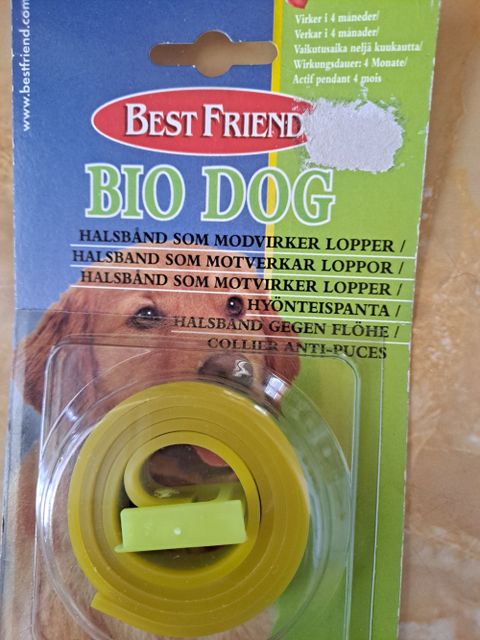 www.bestfriend.com
Virker i 4 måneder/
Verkar i 4 månader/
Vaikutusaika neljä kuukautta/
Wirkungsdauer: 4 Monate/
Actif pendant 4 mois
BEST FRIEND
BIO DOG
HALSBÅND SOM MODVIRKER LOPPER /
HALSBAND SOM MOTVERKAR LOPPOR /
HALSBÅND SOM MOTVIRKER LOPPER /
HYÖNTEISPANTA /
HALSBAND GEGEN FLÖHE /
COLLIER ANTI-PUCES